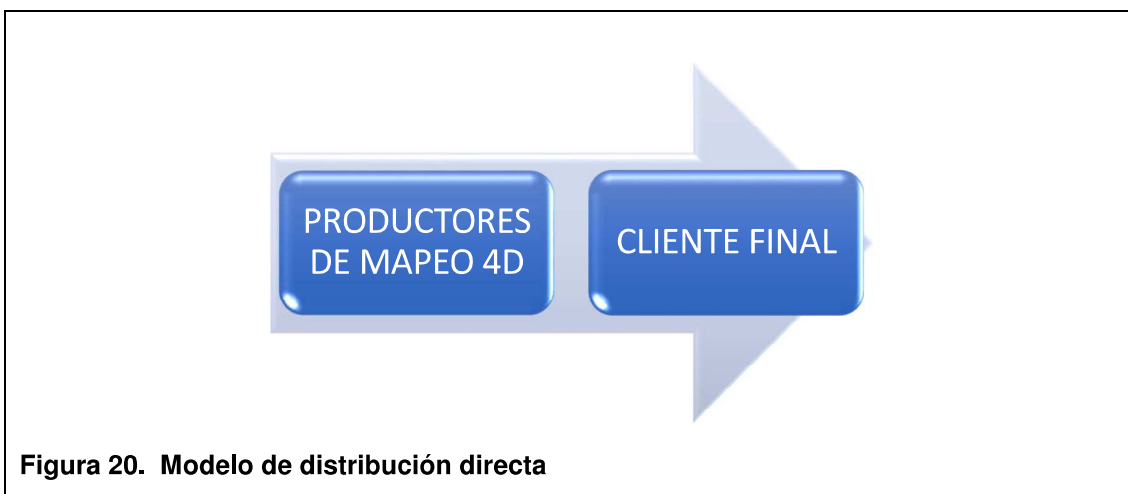 PRODUCTORES
DE MAPEO 4D
CLIENTE FINAL
Figura 20. Modelo de distribución directa